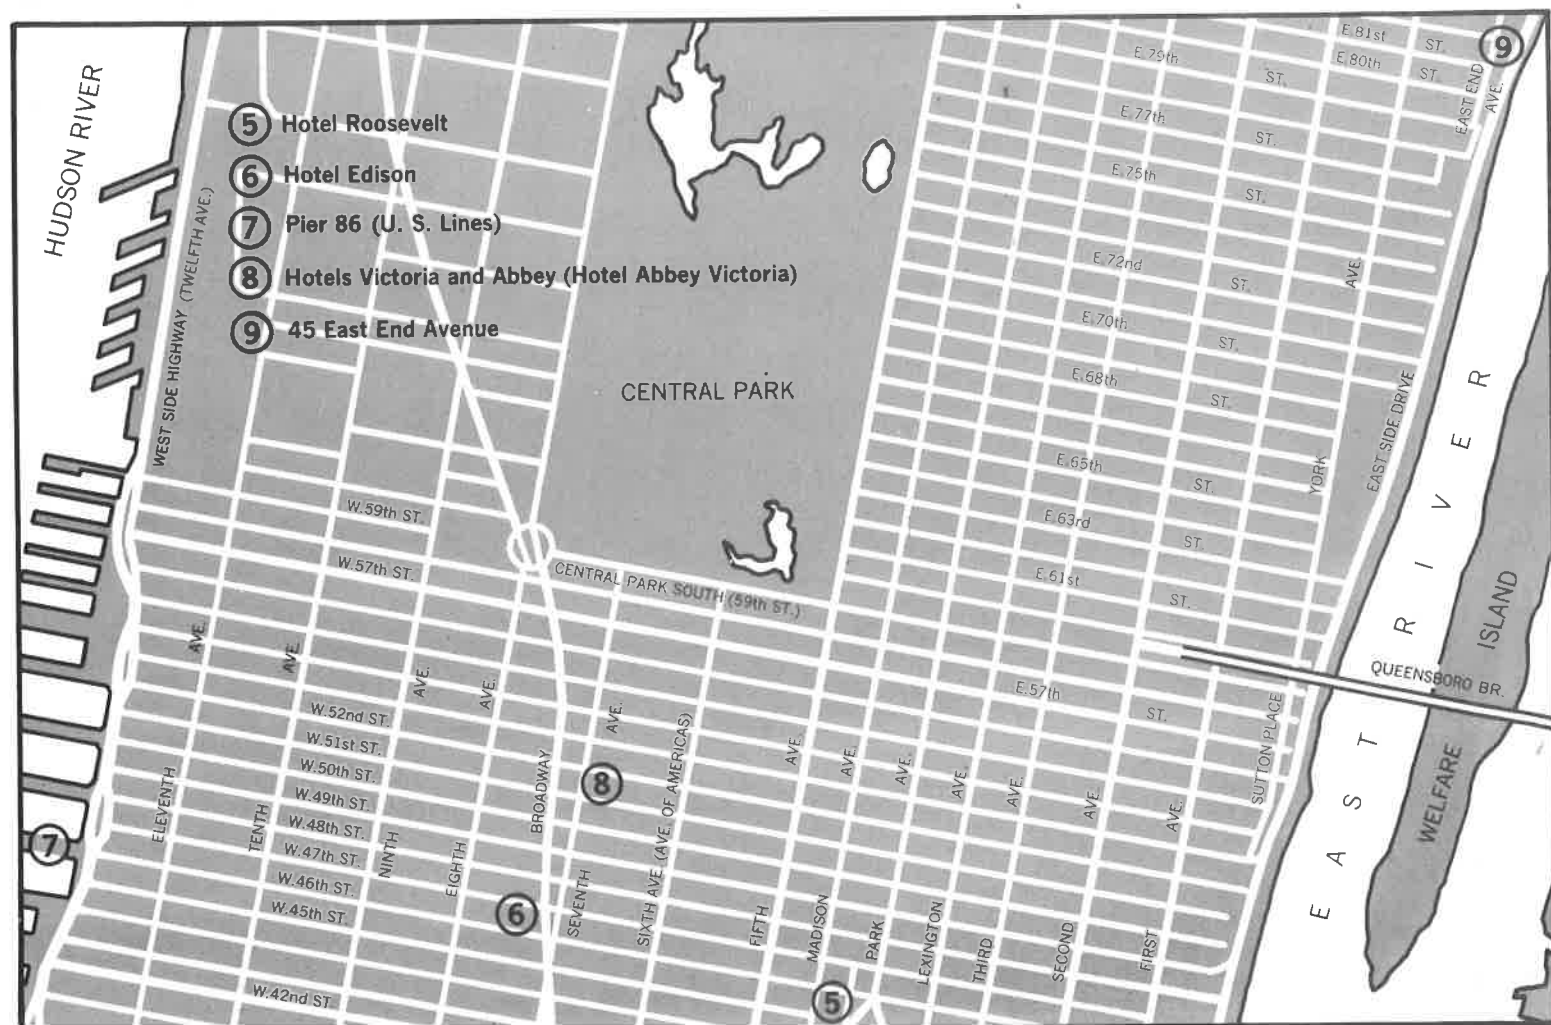 HUDSON RIVER
WEST SIDE HIGHWAY (TWELFTH AVE.)
5 Hotel Roosevelt
6 Hotel Edison
7 Pier 86 (U. S. Lines)
8 Hotels Victoria and Abbey (Hotel Abbey Victoria)
9 45 East End Avenue
CENTRAL PARK
E.81st ST.
E.80th ST.
E.79th ST.
E.77th ST.
E.75th ST.
E.72nd ST.
E.70th ST.
E.68th ST.
E.65th ST.
E.63rd ST.
E.61st ST.
E.57th ST.
EAST END AVE.
9
YORK AVE.
EAST SIDE DRIVE
EAST RIVER
WELFARE ISLAND
QUEENSBORO BR.
SUTTON PLACE
CENTRAL PARK SOUTH (59th ST.)
W.59th ST.
W.57th ST.
W.52nd ST.
W.51st ST.
W.50th ST.
W.49th ST.
W.48th ST.
W.47th ST.
W.46th ST.
W.45th ST.
W.42nd ST.
ELEVENTH AVE.
TENTH AVE.
NINTH AVE.
EIGHTH AVE.
BROADWAY
SEVENTH AVE.
SIXTH AVE. (AVE. OF AMERICAS)
FIFTH AVE.
MADISON AVE.
PARK AVE.
LEXINGTON AVE.
THIRD AVE.
SECOND AVE.
FIRST AVE.
7
8
6
5